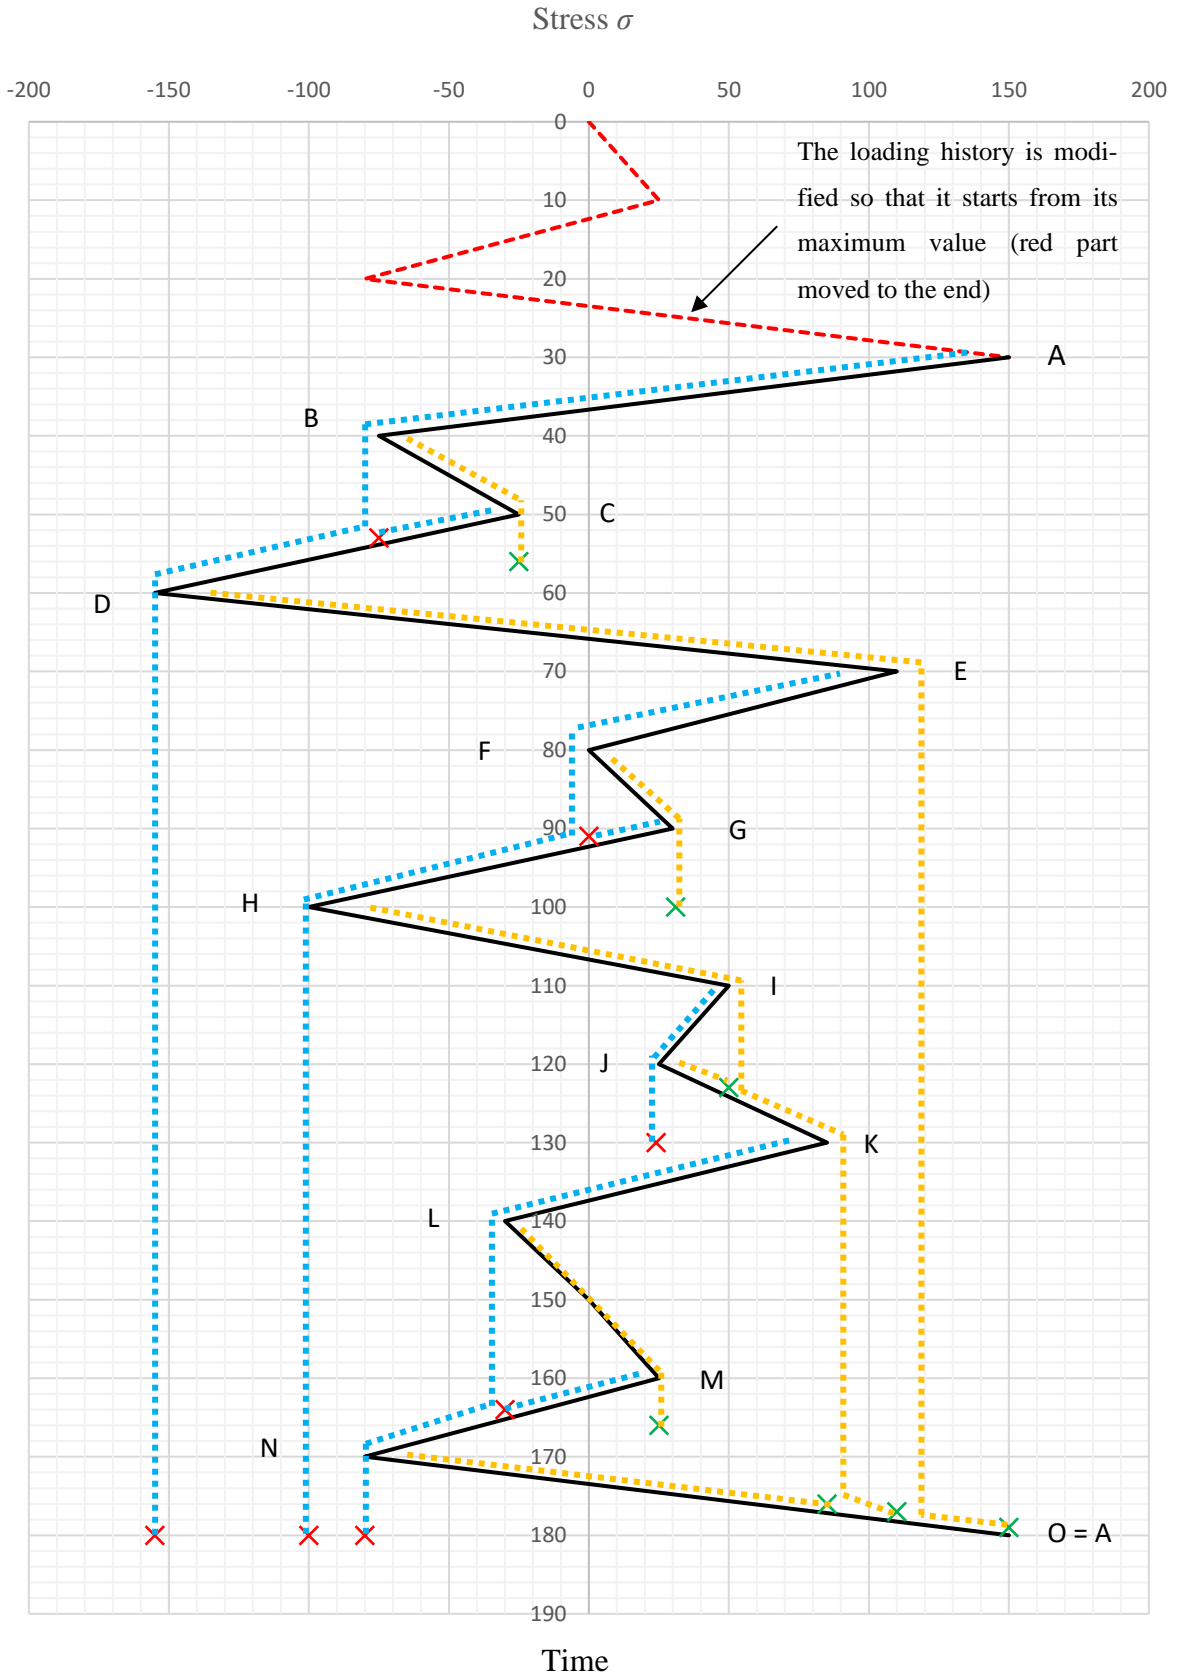 Stress σ
-200 -150 -100 -50 0 50 100 150 200
0
The loading history is modi-
fied so that it starts from its
maximum value (red part
moved to the end)
10
20
30
A
B
40
50
C
60
D
70
E
F
80
90
G
H
100
110
I
J
120
130
K
L
140
150
160
M
N
170
180
O = A
190
Time